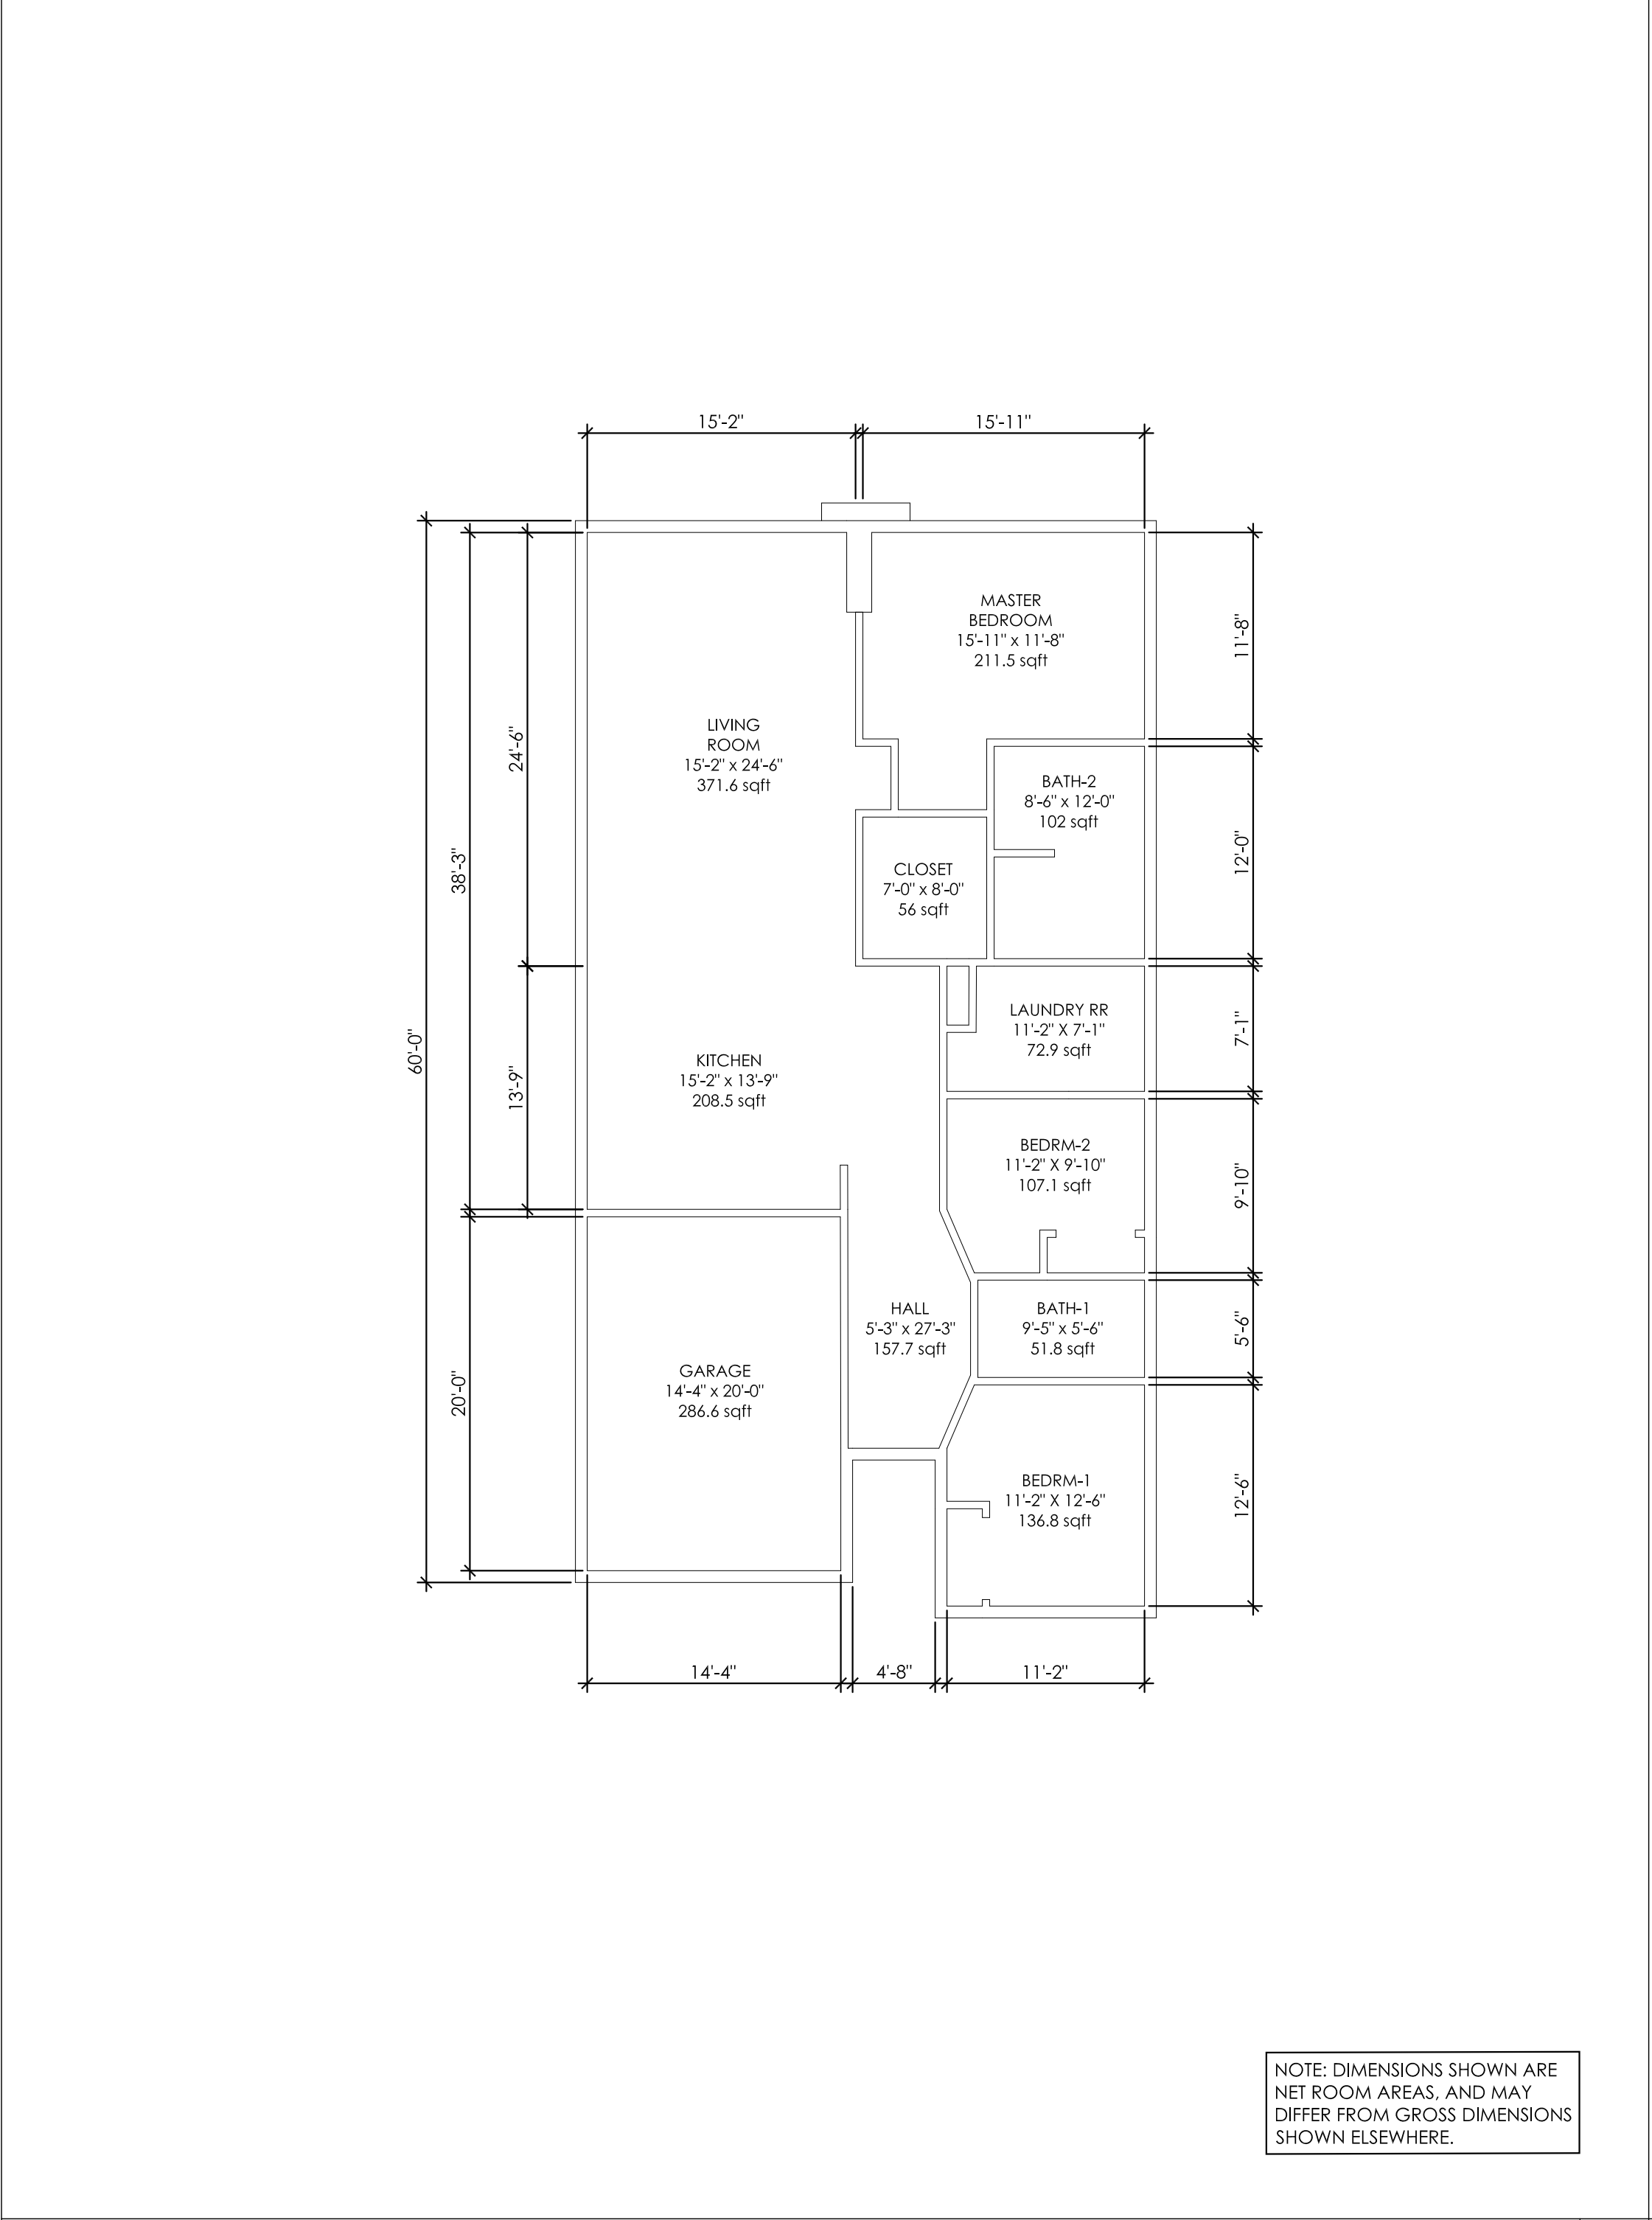 15'-2"
15'-11"
MASTER
BEDROOM
15'-11" x 11'-8"
211.5 sqft
11'-8"
LIVING
ROOM
15'-2" x 24'-6"
371.6 sqft
24'-6"
BATH-2
8'-6" x 12'-0"
102 sqft
12'-0"
38'-3"
CLOSET
7'-0" x 8'-0"
56 sqft
LAUNDRY RR
11'-2" X 7'-1"
72.9 sqft
7'-1"
60'-0"
KITCHEN
15'-2" x 13'-9"
208.5 sqft
13'-9"
BEDRM-2
11'-2" X 9'-10"
107.1 sqft
9'-10"
HALL
5'-3" x 27'-3"
157.7 sqft
BATH-1
9'-5" x 5'-6"
51.8 sqft
5'-6"
GARAGE
14'-4" x 20'-0"
286.6 sqft
20'-0"
BEDRM-1
11'-2" X 12'-6"
136.8 sqft
12'-6"
14'-4"
4'-8"
11'-2"
NOTE: DIMENSIONS SHOWN ARE
NET ROOM AREAS, AND MAY
DIFFER FROM GROSS DIMENSIONS
SHOWN ELSEWHERE.